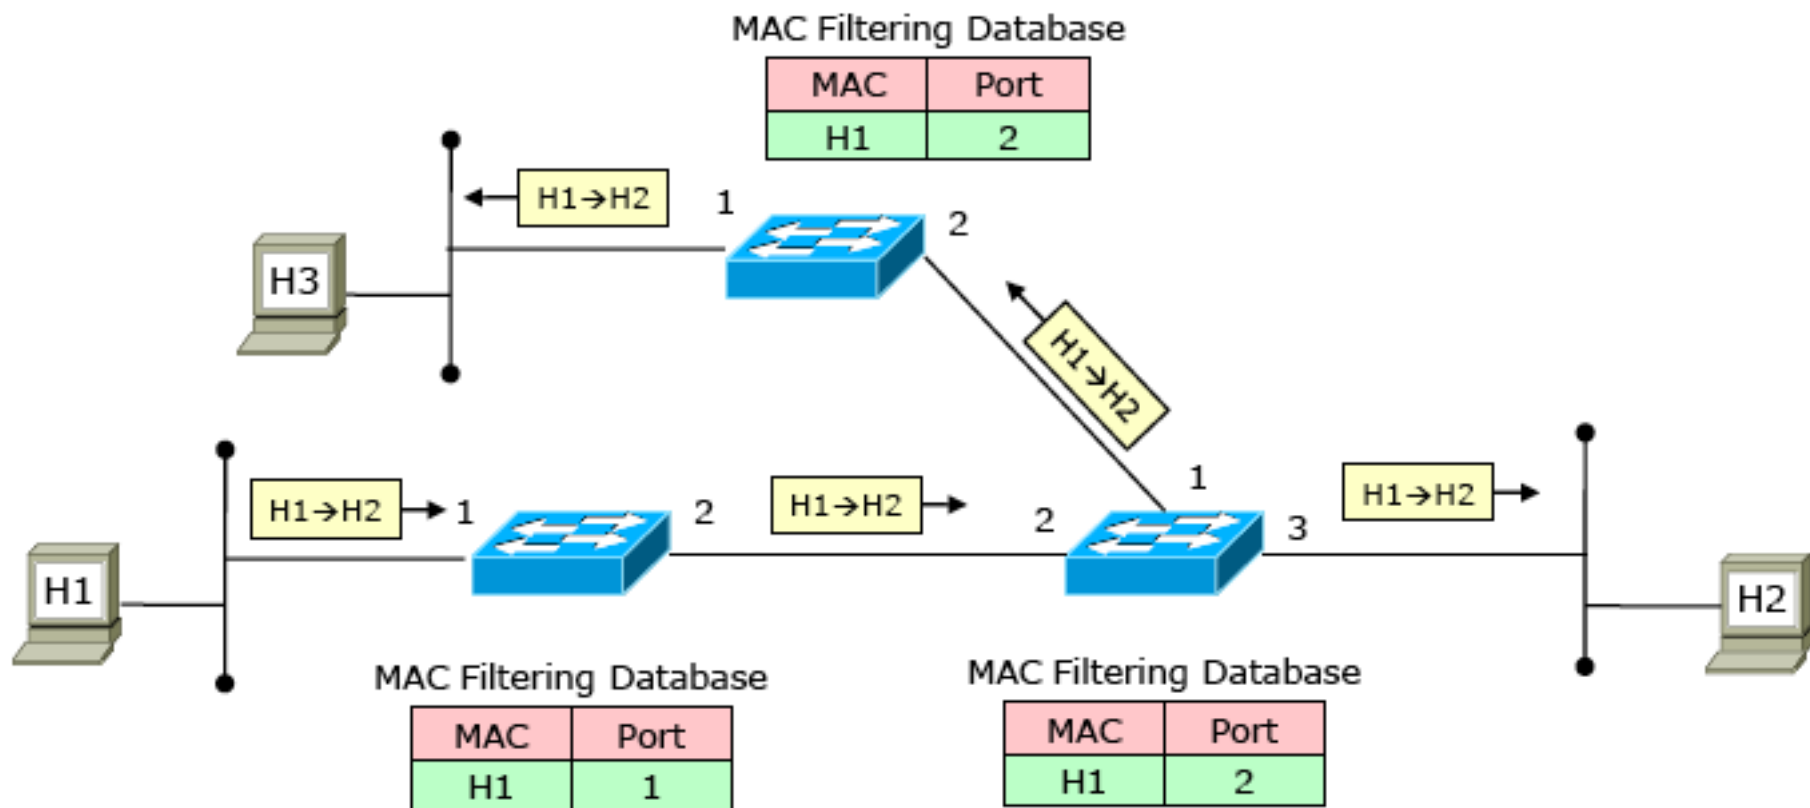 MAC Filtering Database
MAC Port
H1 2
H1→H2
1
2
H3
H1→H2
1
H1→H2
1
2
H1→H2
2
3
H1→H2
H1
H2
MAC Filtering Database
MAC Port
H1 1
MAC Filtering Database
MAC Port
H1 2